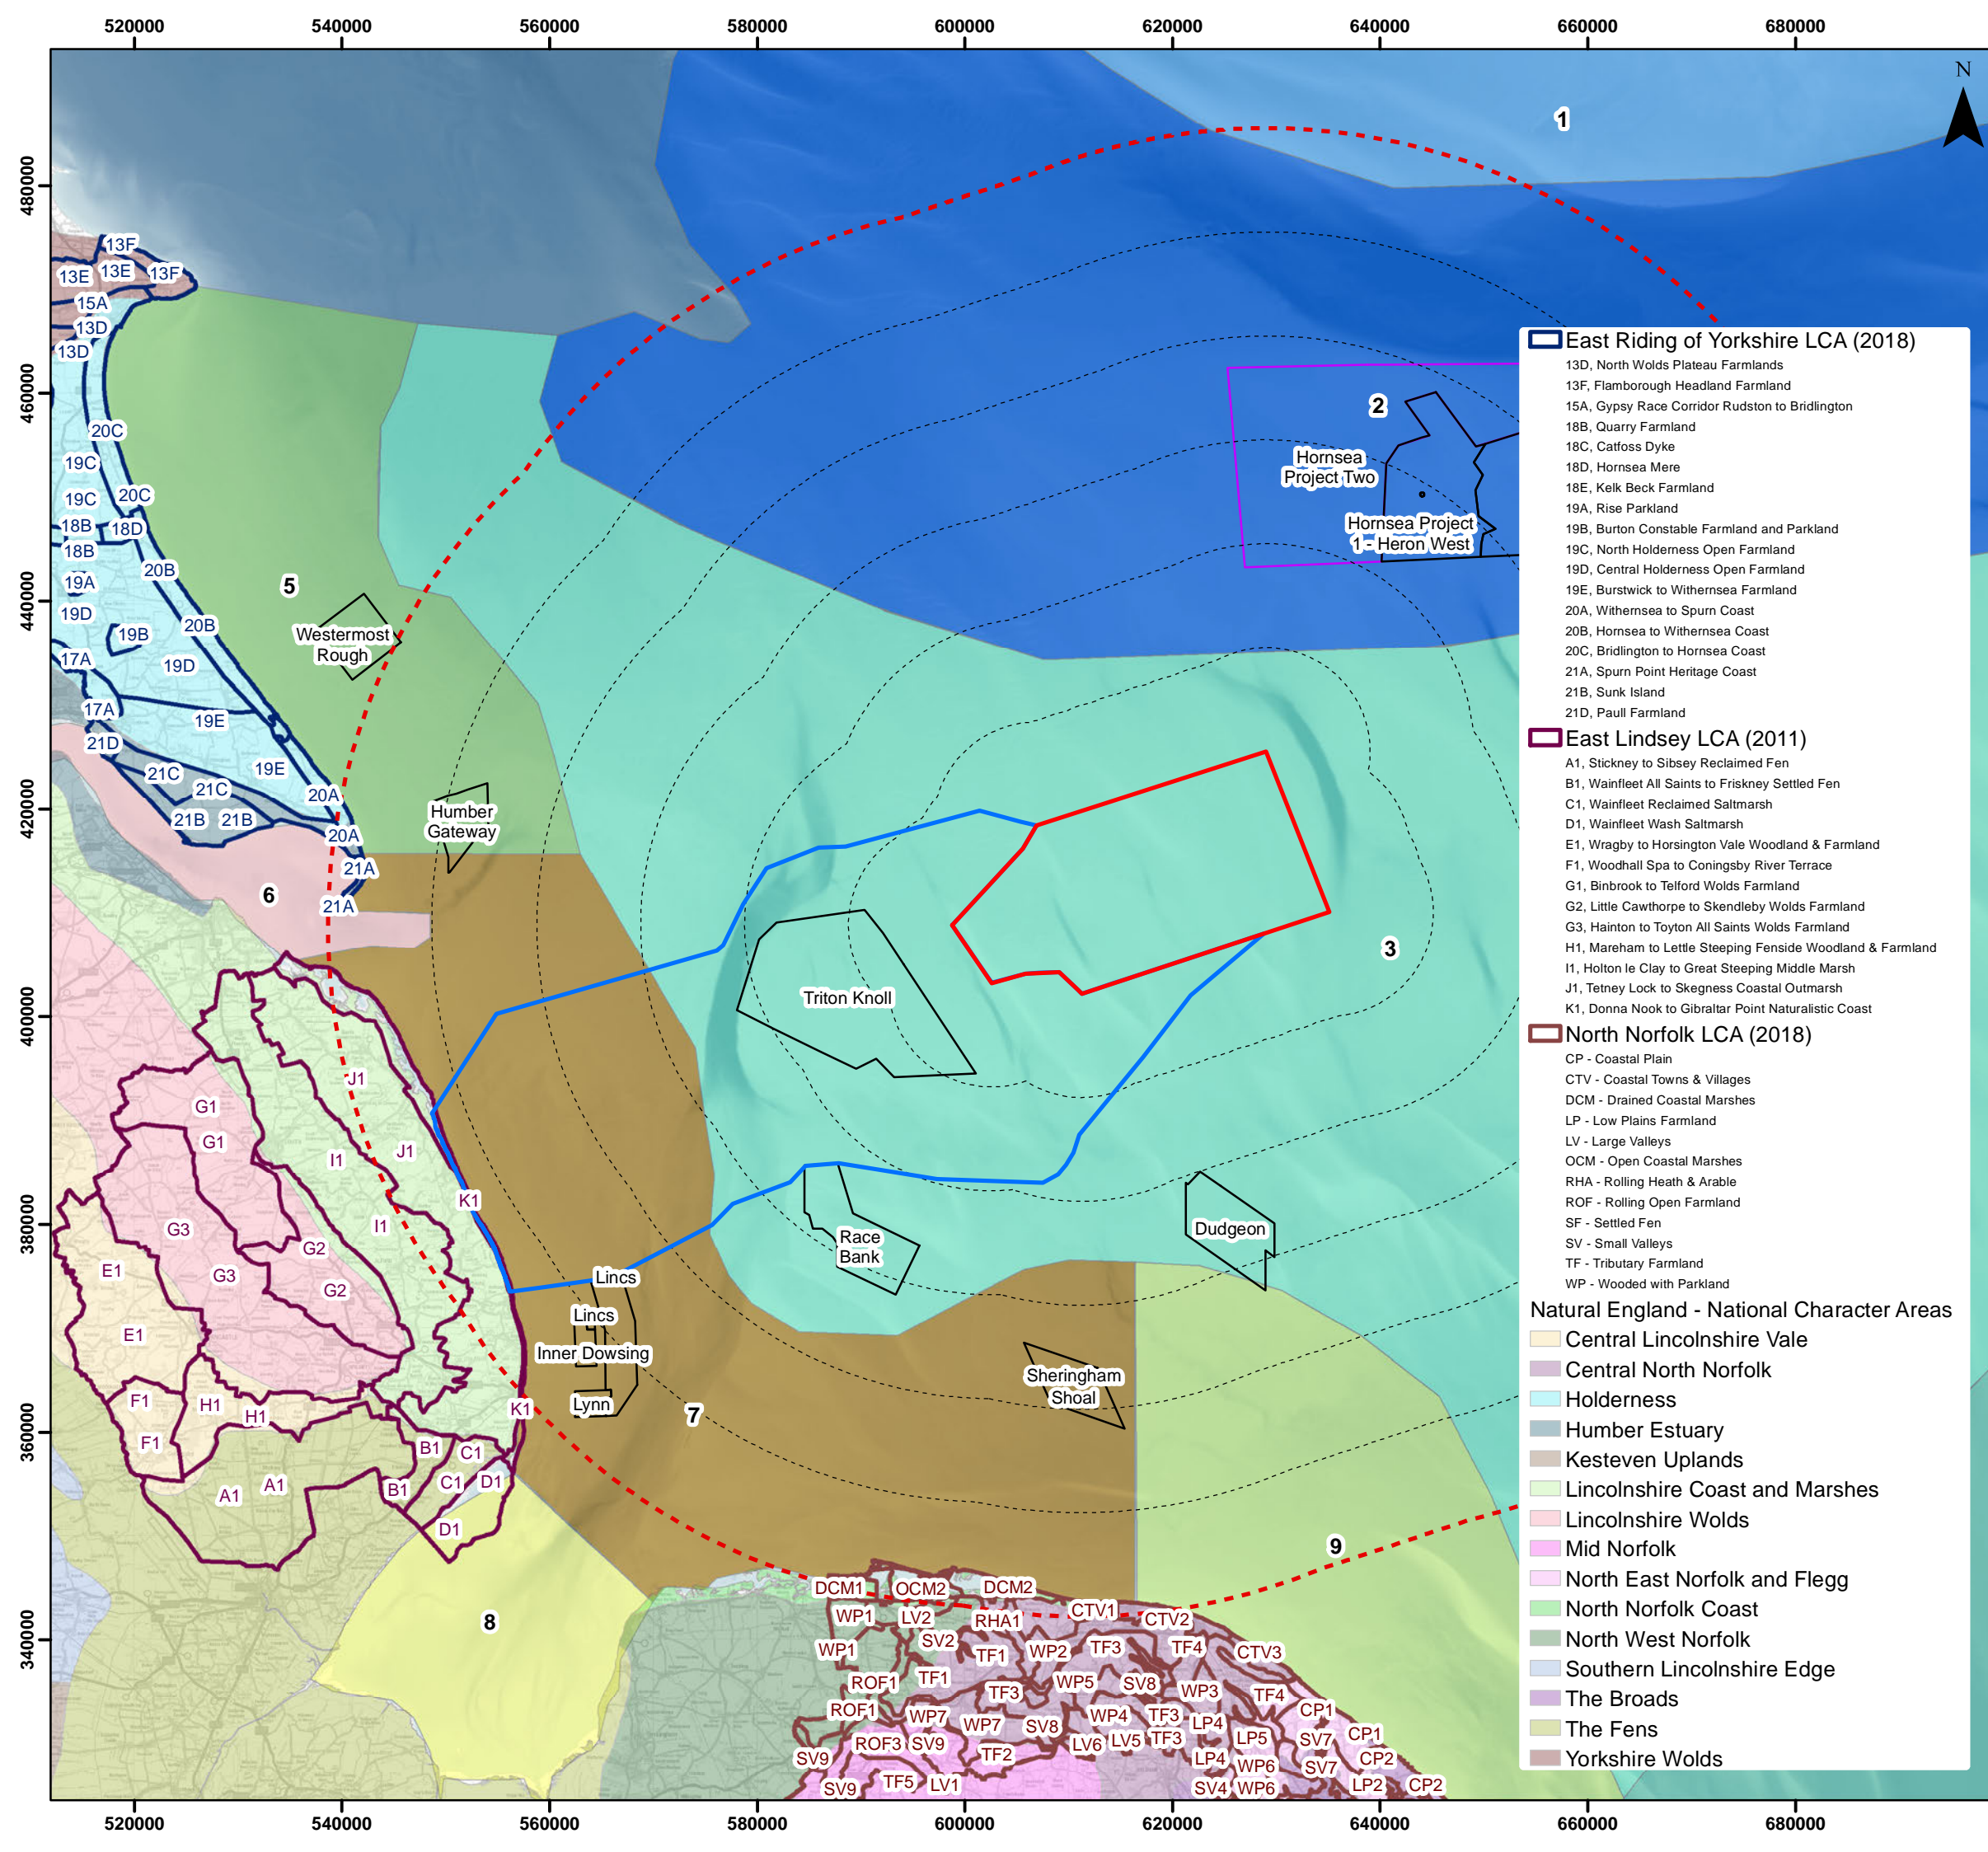 520000 540000 560000 580000 600000 620000 640000 660000 680000
N
1
480000
13F
13E 13E 13F
15A
13D
13D
460000
2
20C
19C
Hornsea
Project Two
19C 20C
18B 18D
Hornsea Project
1 - Heron West
18B
20B
19A
5
440000
19D
20B
19B
Westermost
Rough
17A 19D
17A
19E
21D
21C 19E
21C
20A
420000
21B 21B
Humber
Gateway
20A
21A
6
21A
3
Triton Knoll
400000
J1
G1
G1
J1
I1
K1
380000
G3
I1
Dudgeon
Race
Bank
G2
E1
G3
Lincs
G2
Lincs
E1
Inner Dowsing
Sheringham
Shoal
F1
H1
Lynn
K1
H1
7
360000
F1
B1
C1
A1
A1
B1
C1
D1
D1
9
DCM1 OCM2 DCM2
WP1 LV2 RHA1 CTV1 CTV2
8
340000
WP1 SV2 TF1 WP2 TF3 TF4 CTV3
ROF1 TF1 TF3 WP5 SV8 WP3 TF4
ROF1 WP7 WP7 SV8 WP4 TF3 LP4 CP1
SV9 ROF3 SV9 TF2 LV6 LV5 TF3 LP5 SV7 CP1
LP4 WP6 SV7 CP2
SV9 TF5 LV1 SV4 WP6 LP2 CP2
520000 540000 560000 580000 600000 620000 640000 660000 680000
East Riding of Yorkshire LCA (2018)
13D, North Wolds Plateau Farmlands
13F, Flamborough Headland Farmland
15A, Gypsy Race Corridor Rudston to Bridlington
18B, Quarry Farmland
18C, Catfoss Dyke
18D, Hornsea Mere
18E, Kelk Beck Farmland
19A, Rise Parkland
19B, Burton Constable Farmland and Parkland
19C, North Holderness Open Farmland
19D, Central Holderness Open Farmland
19E, Burstwick to Withernsea Farmland
20A, Withernsea to Spurn Coast
20B, Hornsea to Withernsea Coast
20C, Bridlington to Hornsea Coast
21A, Spurn Point Heritage Coast
21B, Sunk Island
21D, Paull Farmland
East Lindsey LCA (2011)
A1, Stickney to Sibsey Reclaimed Fen
B1, Wainfleet All Saints to Friskney Settled Fen
C1, Wainfleet Reclaimed Saltmarsh
D1, Wainfleet Wash Saltmarsh
E1, Wragby to Horsington Vale Woodland & Farmland
F1, Woodhall Spa to Coningsby River Terrace
G1, Binbrook to Telford Wolds Farmland
G2, Little Cawthorpe to Skendleby Wolds Farmland
G3, Hainton to Toyton All Saints Wolds Farmland
H1, Mareham to Lettle Steeping Fenside Woodland & Farmland
I1, Holton le Clay to Great Steeping Middle Marsh
J1, Tetney Lock to Skegness Coastal Outmarsh
K1, Donna Nook to Gibraltar Point Naturalistic Coast
North Norfolk LCA (2018)
CP - Coastal Plain
CTV - Coastal Towns & Villages
DCM - Drained Coastal Marshes
LP - Low Plains Farmland
LV - Large Valleys
OCM - Open Coastal Marshes
RHA - Rolling Heath & Arable
ROF - Rolling Open Farmland
SF - Settled Fen
SV - Small Valleys
TF - Tributary Farmland
WP - Wooded with Parkland
Natural England - National Character Areas
Central Lincolnshire Vale
Central North Norfolk
Holderness
Humber Estuary
Kesteven Uplands
Lincolnshire Coast and Marshes
Lincolnshire Wolds
Mid Norfolk
North East Norfolk and Flegg
North Norfolk Coast
North West Norfolk
Southern Lincolnshire Edge
The Broads
The Fens
Yorkshire Wolds